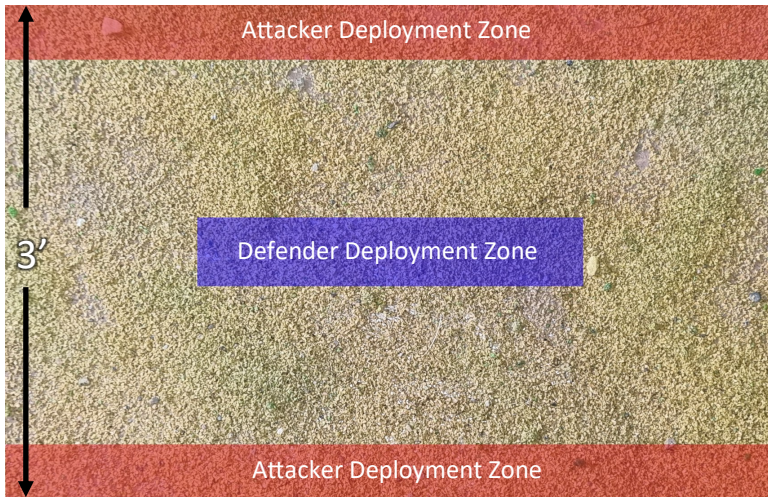 Attacker Deployment Zone
3′
Defender Deployment Zone
Attacker Deployment Zone